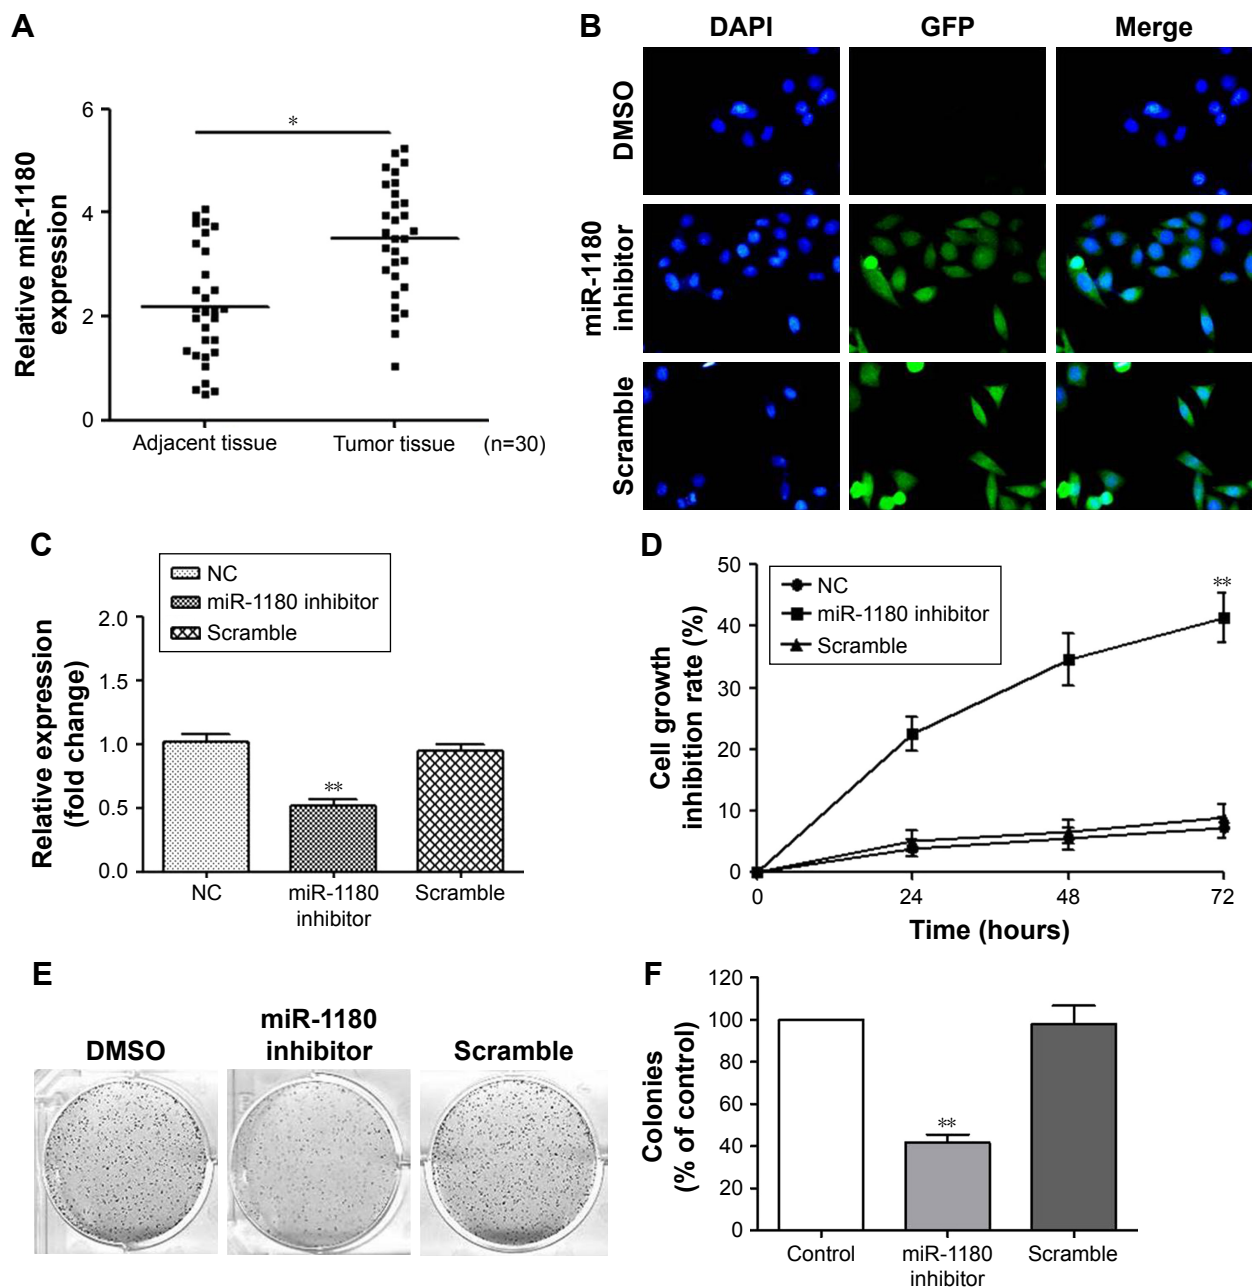 A
Relative miR-1180
expression
6
4
2
0
*
Adjacent tissue
Tumor tissue
(n=30)
B
DAPI
GFP
Merge
DMSO
miR-1180
inhibitor
Scramble
C
NC
miR-1180 inhibitor
Scramble
Relative expression
(fold change)
2.0
1.5
1.0
0.5
0.0
**
NC
miR-1180
inhibitor
Scramble
D
NC
miR-1180 inhibitor
Scramble
Cell growth
inhibition rate (%)
50
40
30
20
10
0
**
0
24
48
72
Time (hours)
E
DMSO
miR-1180
inhibitor
Scramble
F
Colonies
(% of control)
120
100
80
60
40
20
0
**
Control
miR-1180
inhibitor
Scramble